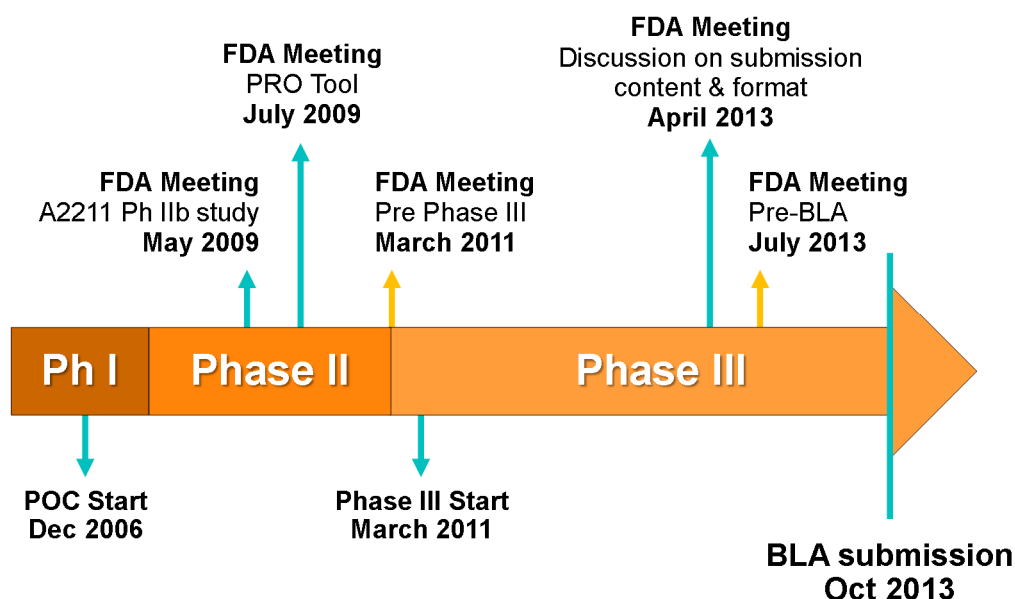 FDA Meeting
PRO Tool
July 2009
FDA Meeting
Discussion on submission
content & format
April 2013
FDA Meeting
A2211 Ph IIb study
May 2009
FDA Meeting
Pre Phase III
March 2011
FDA Meeting
Pre-BLA
July 2013
Ph I
Phase II
Phase III
POC Start
Dec 2006
Phase III Start
March 2011
BLA submission
Oct 2013